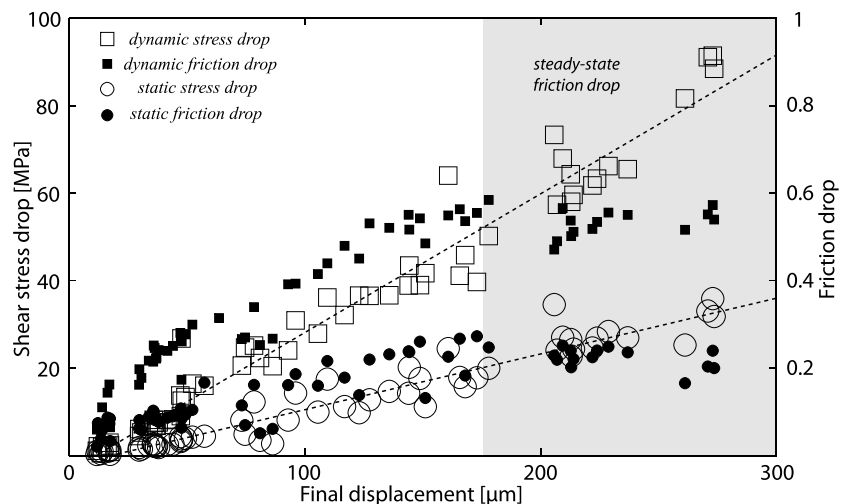 100
80
60
40
20
Shear stress drop [MPa]
dynamic stress drop
dynamic friction drop
static stress drop
static friction drop
steady-state
friction drop
1
0.8
0.6
0.4
0.2
Friction drop
0
100
200
300
Final displacement [μm]